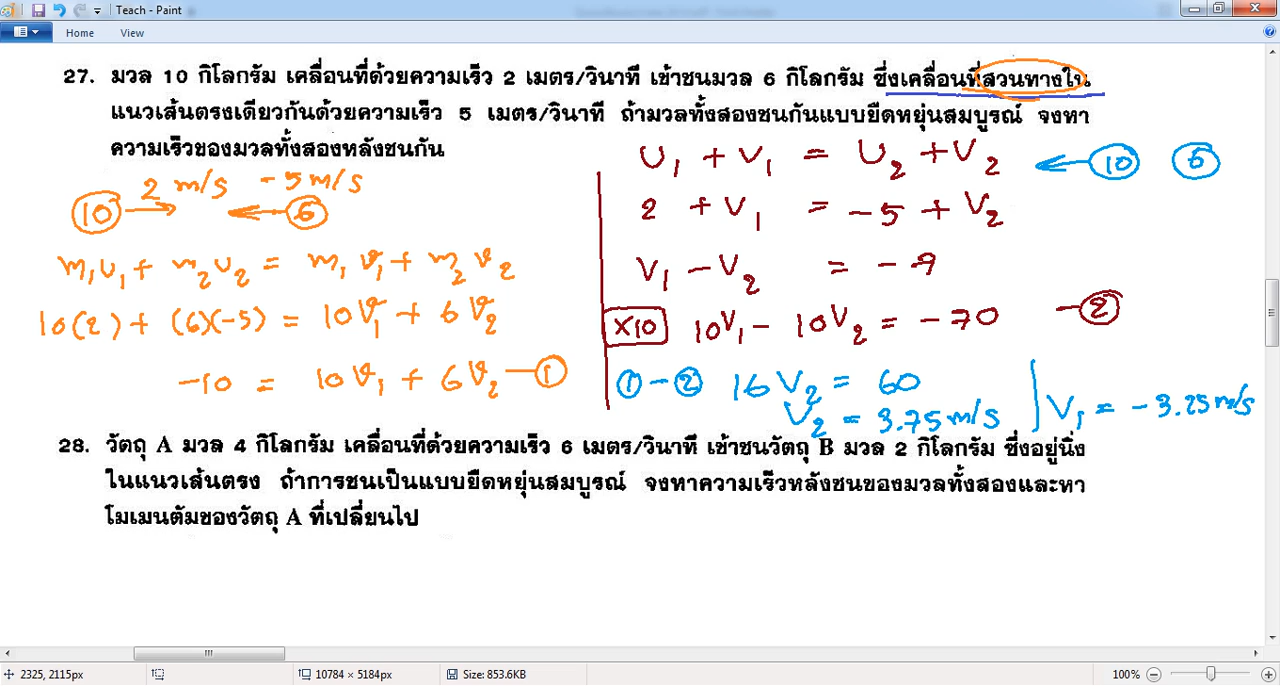 Teach - Paint
Home View
27. มวล 10 กิโลกรัม เคลื่อนที่ด้วยความเร็ว 2 เมตร/วินาที เข้าชนมวล 6 กิโลกรัม ซึ่งเคลื่อนที่สวนทางใน
แนวเส้นตรงเดียวกันด้วยความเร็ว 5 เมตร/วินาที ถ้ามวลทั้งสองชนกันแบบยืดหยุ่นสมบูรณ์ จงหา
ความเร็วของมวลทั้งสองหลังชนกัน
2 m/s -5 m/s
10 6
m₁u₁ + m₂u₂ = m₁v₁ + m₂v₂
10(2) + (6)(-5) = 10v₁ + 6v₂
-10 = 10v₁ + 6v₂ — 1
U₁ + V₁ = U₂ + V₂
10 6
2 + V₁ = -5 + V₂
V₁ - V₂ = -7
x10 10V₁ - 10V₂ = -70 - 2
1 - 2 16V₂ = 60
V₂ = 3.75 m/s V₁ = -3.25 m/s
28. วัตถุ A มวล 4 กิโลกรัม เคลื่อนที่ด้วยความเร็ว 6 เมตร/วินาที เข้าชนวัตถุ B มวล 2 กิโลกรัม ซึ่งอยู่นิ่ง
ในแนวเส้นตรง ถ้าการชนเป็นแบบยืดหยุ่นสมบูรณ์ จงหาความเร็วหลังชนของมวลทั้งสองและหา
โมเมนตัมของวัตถุ A ที่เปลี่ยนไป
2325, 2115px 10784 × 5184px Size: 853.6KB 100%